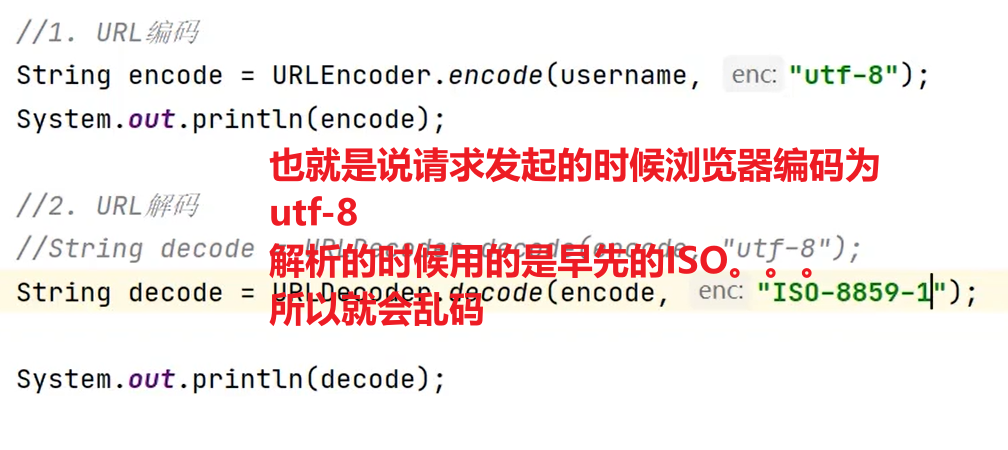 //1. URL编码
String encode = URLEncoder.encode(username, enc: "utf-8");
System.out.println(encode);
也就是说请求发起的时候浏览器编码为
utf-8
//2. URL解码
//String decode = URLDecoder.decode(encode, "utf-8");
解析的时候用的是早先的ISO。。。
String decode = URLDecoder.decode(encode, enc: "ISO-8859-1");
所以就会乱码
System.out.println(decode);